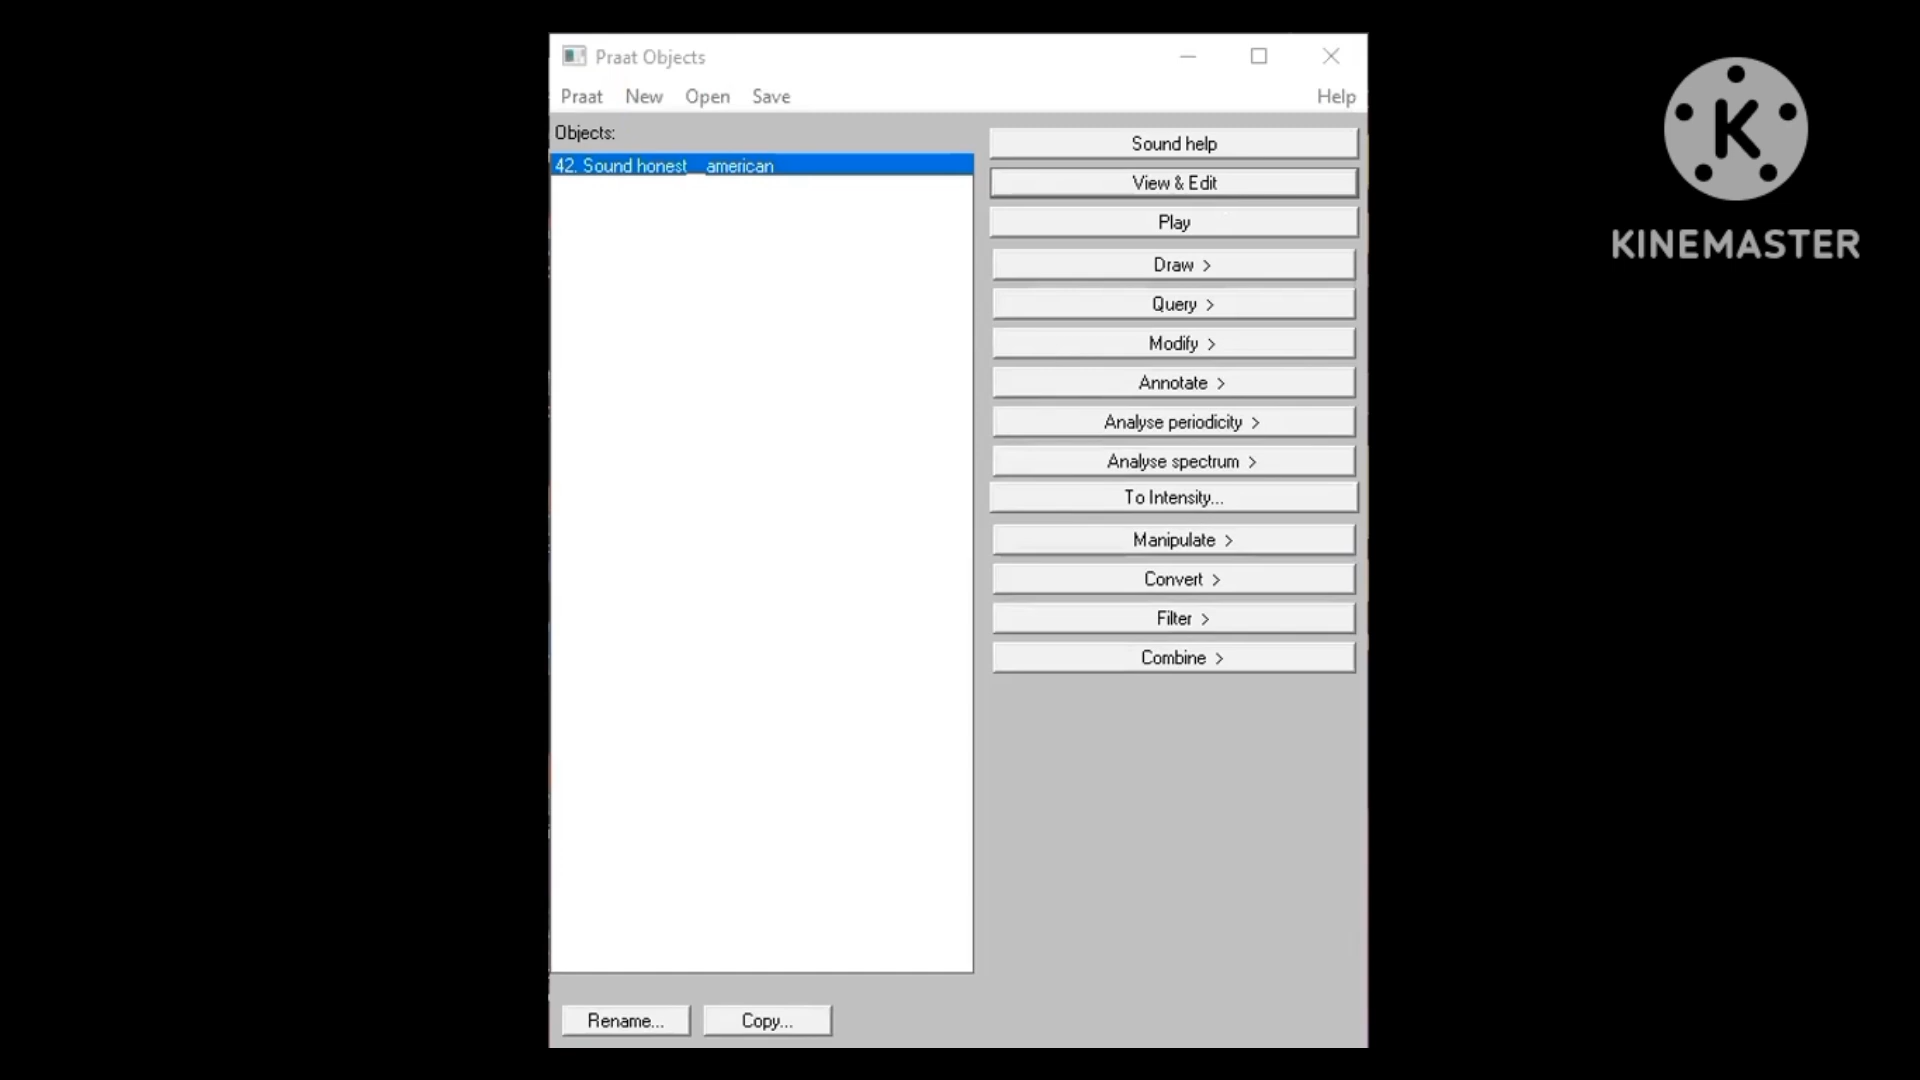 Praat Objects
Praat New Open Save Help
Objects:
42. Sound honest__american
Sound help
View & Edit
Play
Draw >
Query >
Modify >
Annotate >
Analyse periodicity >
Analyse spectrum >
To Intensity...
Manipulate >
Convert >
Filter >
Combine >
Rename... Copy...
K
KINEMASTER